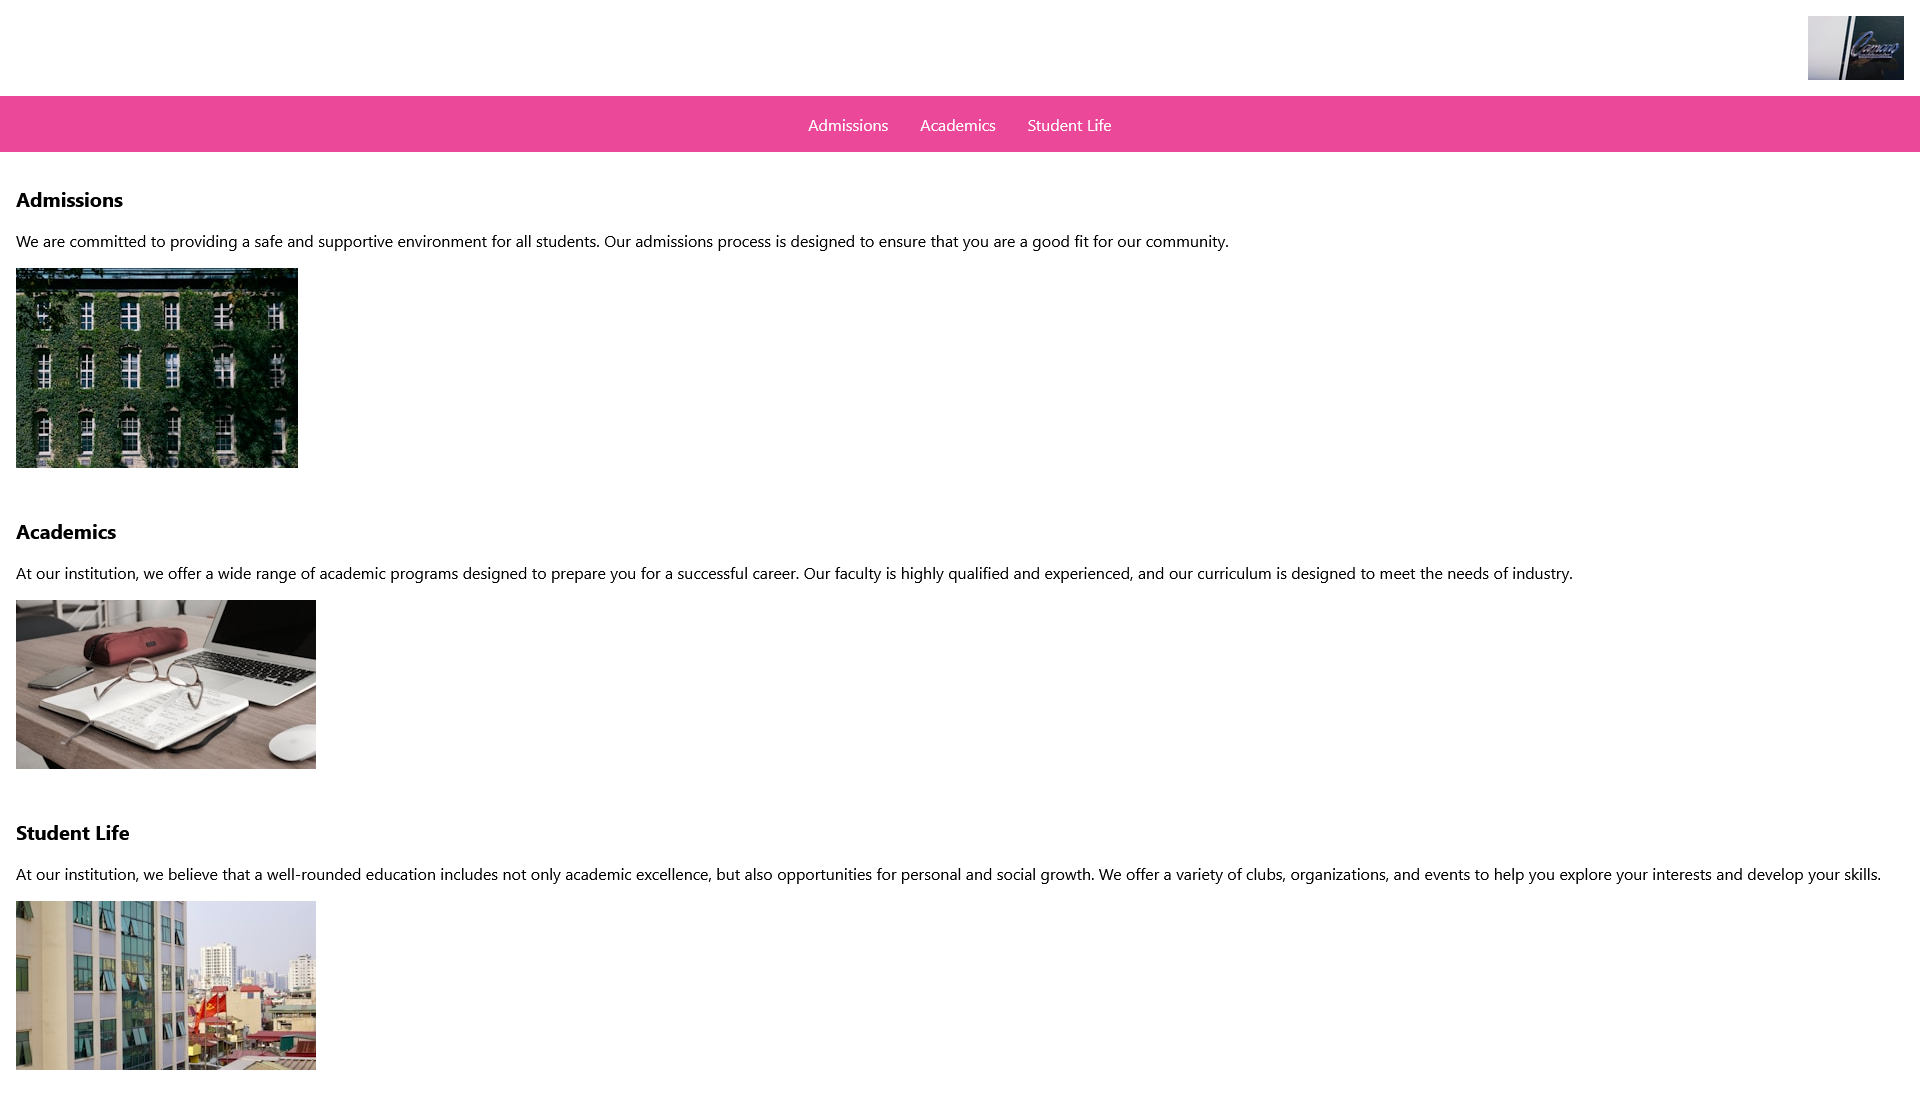 Camaro
Admissions
Academics
Student Life
Admissions
We are committed to providing a safe and supportive environment for all students. Our admissions process is designed to ensure that you are a good fit for our community.
Academics
At our institution, we offer a wide range of academic programs designed to prepare you for a successful career. Our faculty is highly qualified and experienced, and our curriculum is designed to meet the needs of industry.
Student Life
At our institution, we believe that a well-rounded education includes not only academic excellence, but also opportunities for personal and social growth. We offer a variety of clubs, organizations, and events to help you explore your interests and develop your skills.